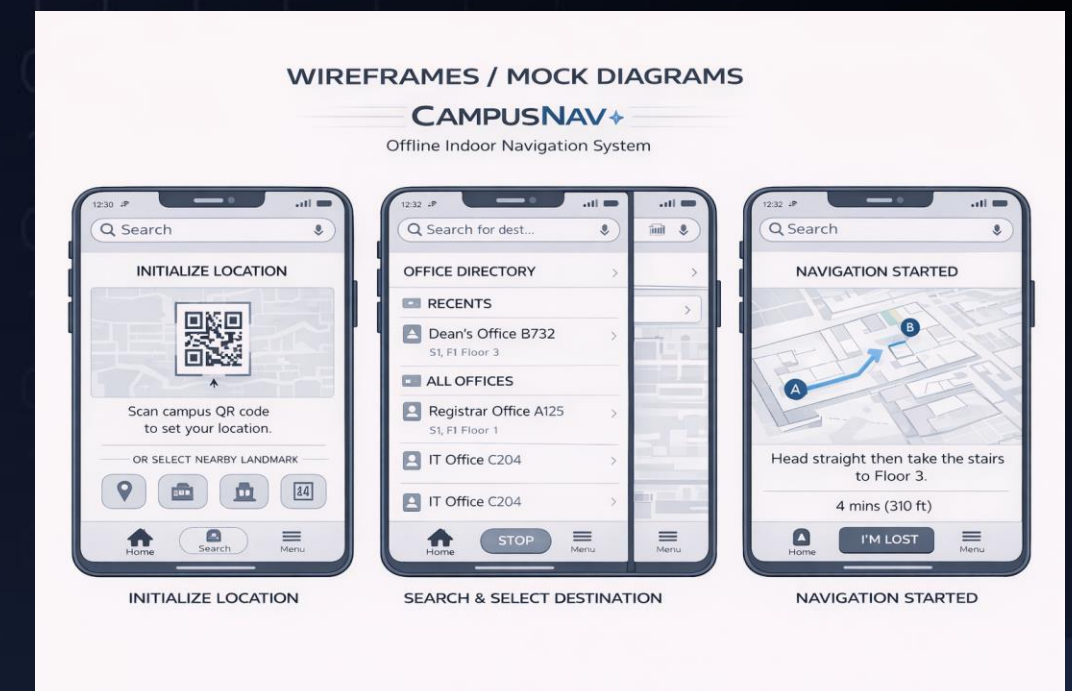 WIREFRAMES / MOCK DIAGRAMS
CAMPUSNAV
Offline Indoor Navigation System
12:30
Search
INITIALIZE LOCATION
Scan campus QR code
to set your location.
OR SELECT NEARBY LANDMARK
Home
Search
Menu
INITIALIZE LOCATION
12:32
Search for dest...
OFFICE DIRECTORY
RECENTS
Dean's Office B732
S1, F1 Floor 3
ALL OFFICES
Registrar Office A125
S1, F1 Floor 1
IT Office C204
IT Office C204
Home
STOP
Menu
Menu
SEARCH & SELECT DESTINATION
12:32
Search
NAVIGATION STARTED
B
A
Head straight then take the stairs
to Floor 3.
4 mins (310 ft)
Home
I'M LOST
Menu
NAVIGATION STARTED